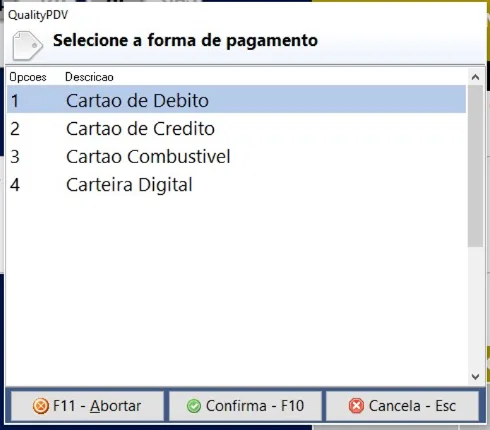 QualityPDV
Selecione a forma de pagamento
Opcoes Descricao
1 Cartao de Debito
2 Cartao de Credito
3 Cartao Combustivel
4 Carteira Digital
F11 - Abortar Confirma - F10 Cancela - Esc